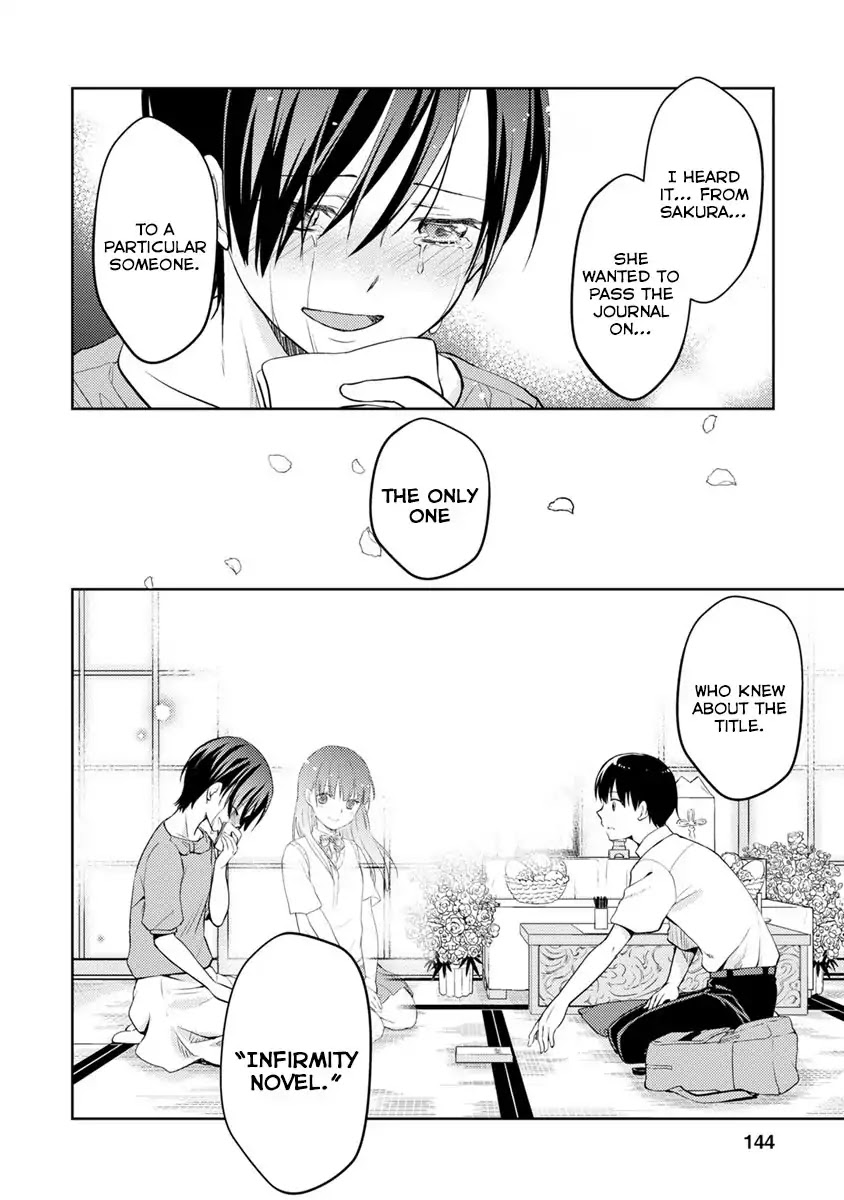 I HEARD
IT... FROM
SAKURA...
SHE
WANTED TO
PASS THE
JOURNAL
ON...
TO A
PARTICULAR
SOMEONE.
THE ONLY
ONE
WHO KNEW
ABOUT THE
TITLE.
"INFIRMITY
NOVEL."
144